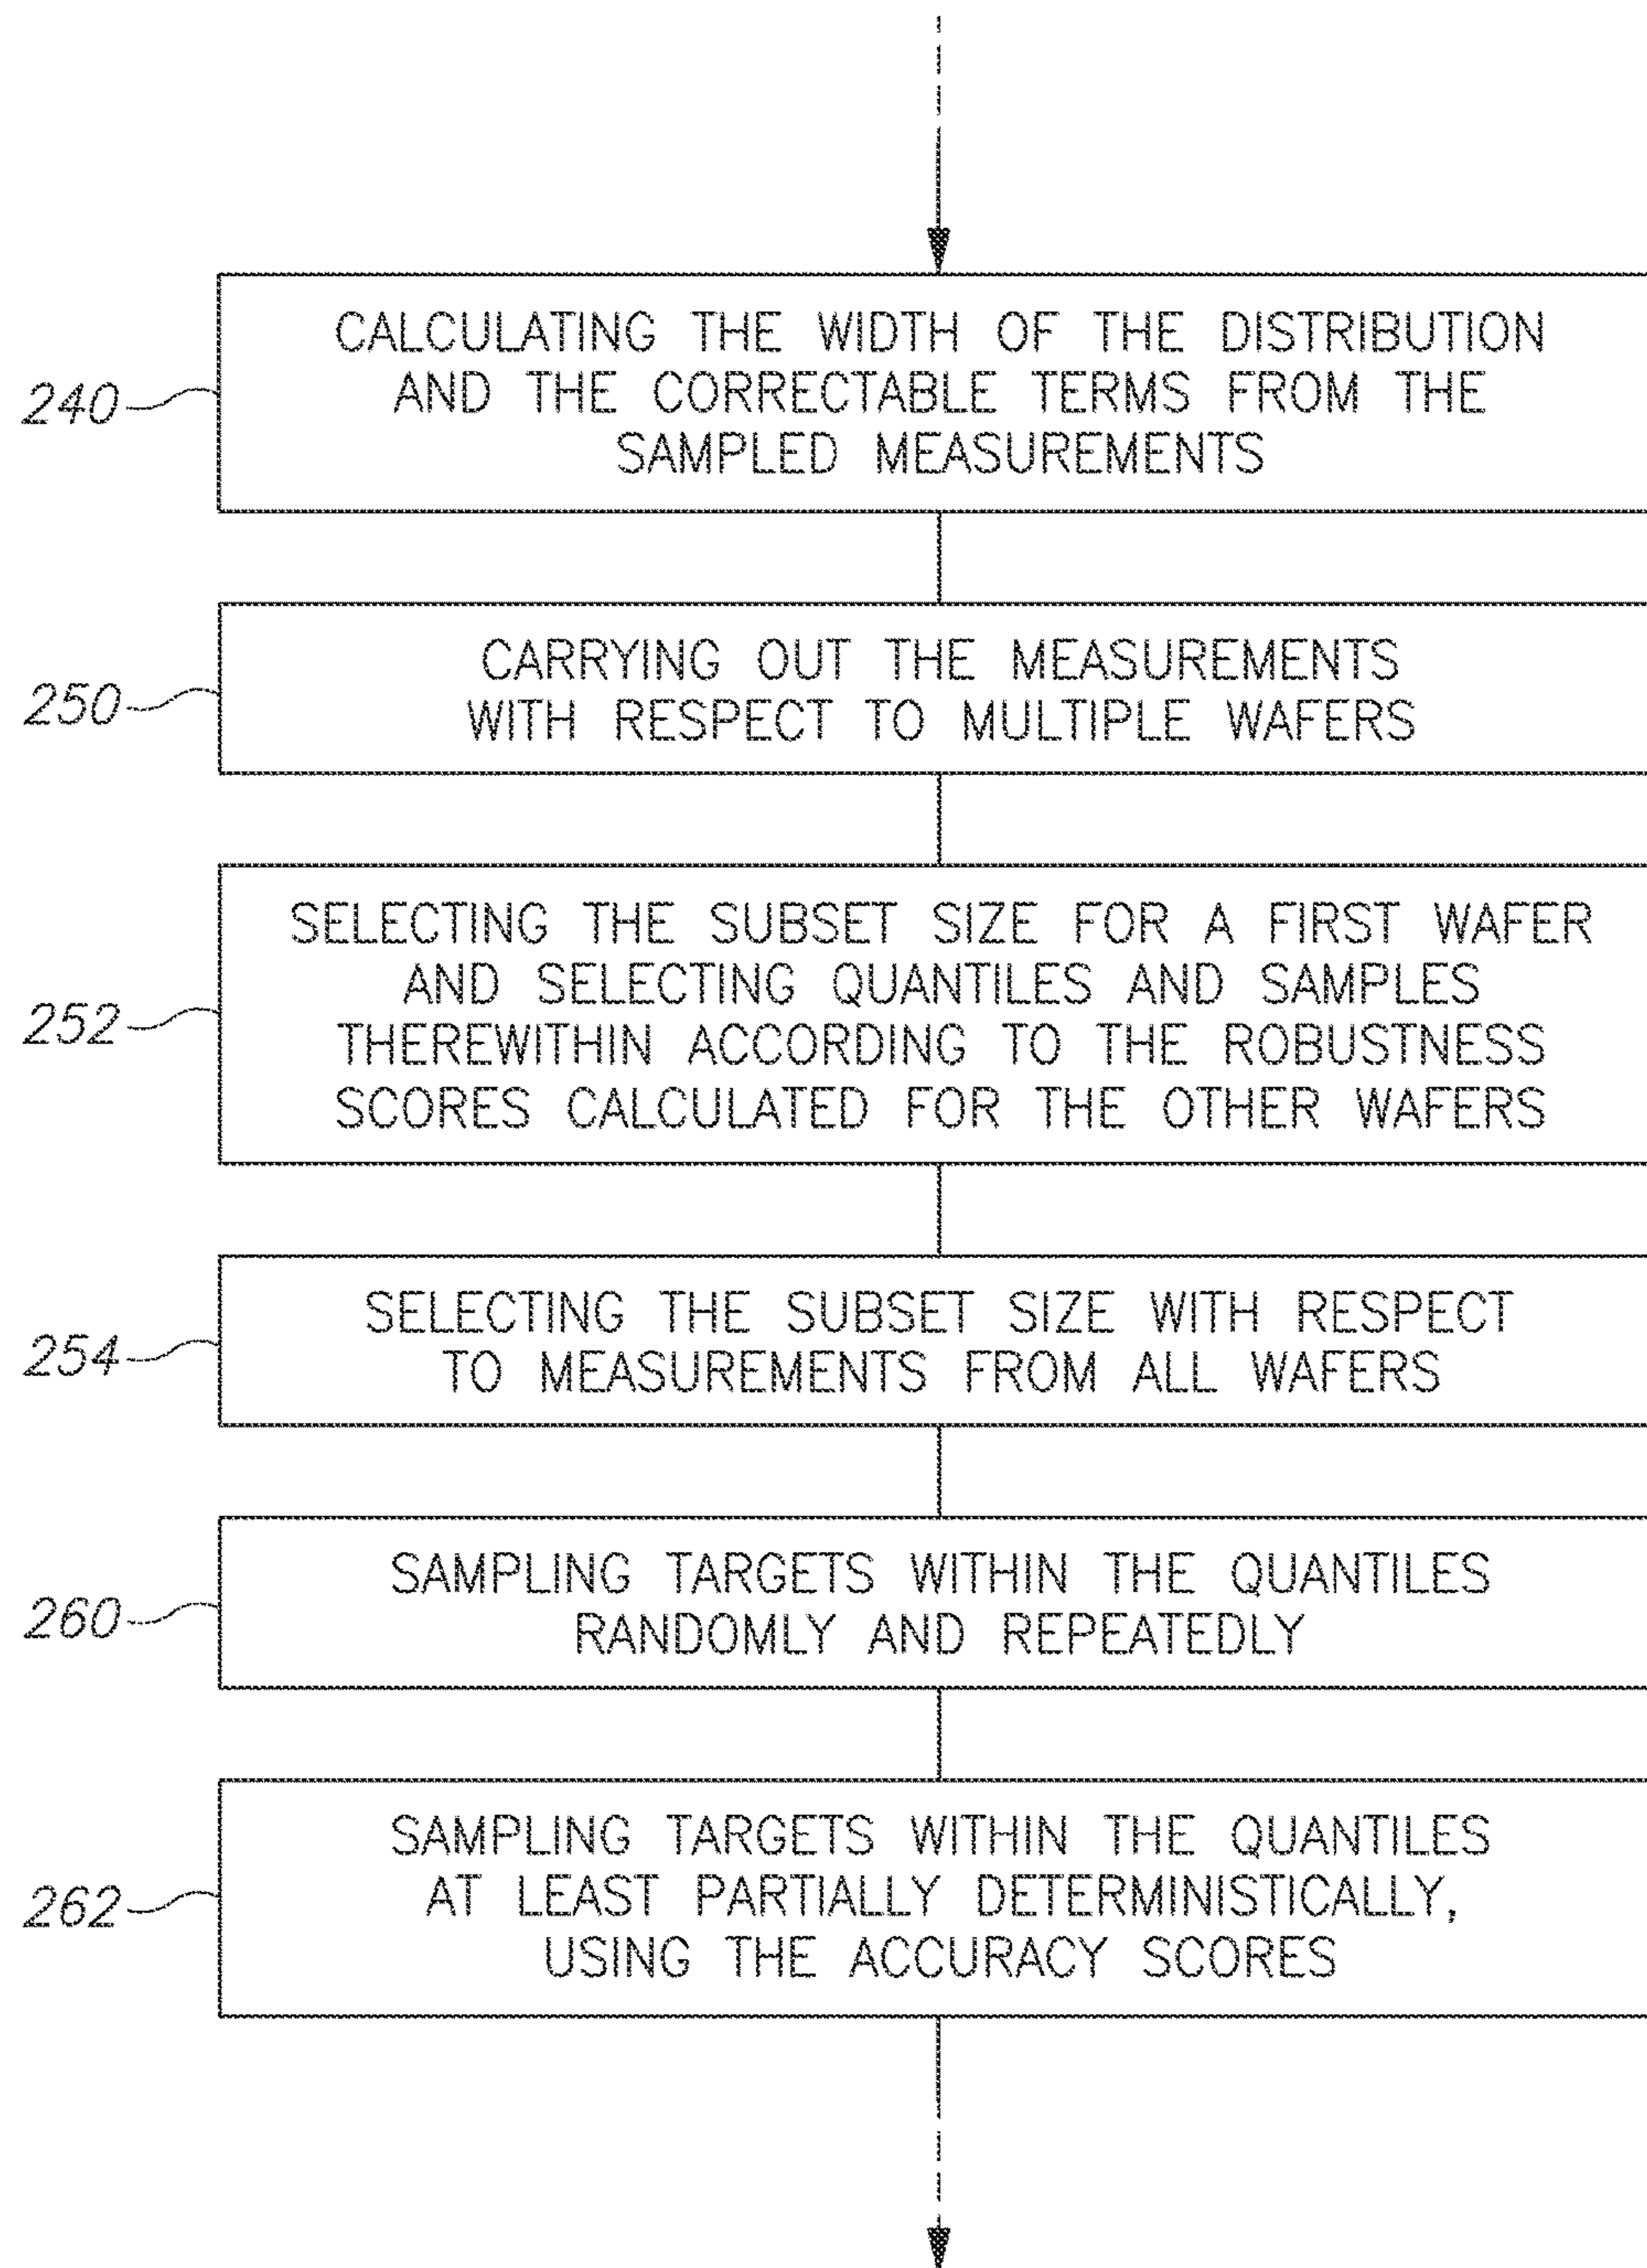 240
CALCULATING THE WIDTH OF THE DISTRIBUTION
AND THE CORRECTABLE TERMS FROM THE
SAMPLED MEASUREMENTS
250
CARRYING OUT THE MEASUREMENTS
WITH RESPECT TO MULTIPLE WAFERS
252
SELECTING THE SUBSET SIZE FOR A FIRST WAFER
AND SELECTING QUANTILES AND SAMPLES
THEREWITHIN ACCORDING TO THE ROBUSTNESS
SCORES CALCULATED FOR THE OTHER WAFERS
254
SELECTING THE SUBSET SIZE WITH RESPECT
TO MEASUREMENTS FROM ALL WAFERS
260
SAMPLING TARGETS WITHIN THE QUANTILES
RANDOMLY AND REPEATEDLY
262
SAMPLING TARGETS WITHIN THE QUANTILES
AT LEAST PARTIALLY DETERMINISTICALLY,
USING THE ACCURACY SCORES